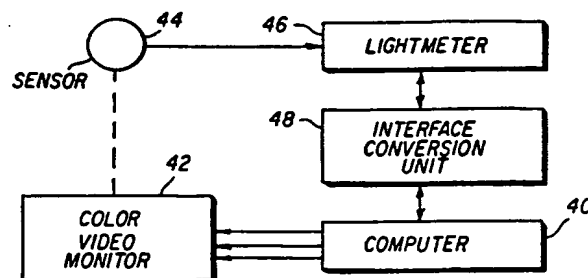 44
SENSOR
46
LIGHTMETER
48
INTERFACE
CONVERSION
UNIT
42
COLOR
VIDEO
MONITOR
40
COMPUTER